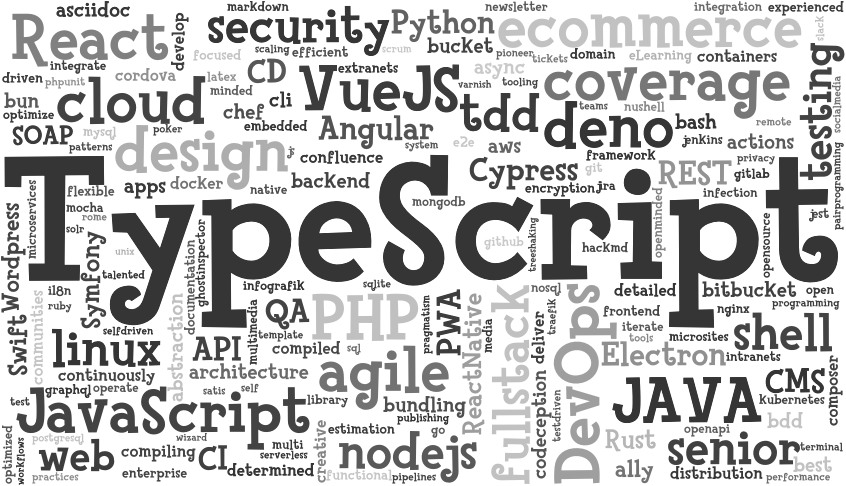 asciidoc
markdown
newsletter
integration
experienced
React
develop
security
Python
ecommerce
slack
integrate
focused
scaling
efficient
scrum
bucket
pioneer
tickets
domain
eLearning
containers
driven
phpunit
cordova
latex
minded
CD
extranets
VueJS
async
varnish
tooling
coverage
testing
socialmedia
bun
optimize
cloud
chef
cli
embedded
tdd
teams
nushell
deno
bash
remote
SOAP
mysql
poker
patterns
design
js
Angular
system
e2e
aws
jenkins
actions
confluence
framework
privacy
pairprogramming
microservices
flexible
apps
docker
native
backend
Cypress
git
encryption
jra
REST
gitlab
infection
TypeScript
mocha
rome
solr
mongodb
jest
Wordpress
Symfony
unix
talented
documentation
ghostinspector
github
treeshaking
hackmd
openminded
opensource
Swift
communities
i18n
ruby
selfdriven
abstraction
infografik
sqlite
multimedia
QA
template
PHP
pragmatism
PWA
ReactNative
media
nosql
traefik
fullstack
deliver
codeception
testdriven
DevOps
detailed
bitbucket
open
programming
nginx
frontend
iterate
tools
microsites
shell
linux
API
compiled
sql
architecture
continuously
graphql
operate
satis
self
agile
Electron
intranets
CMS
composer
Kubernetes
test
JavaScript
library
bundling
publishing
JAVA
bdd
optimized
workflows
postgresql
wizard
multi
serverless
creative
estimation
go
openapi
Rust
senior
terminal
web
compiling
CI
determined
nodejs
ally
distribution
best
performance
practices
enterprise
functional
pipelines